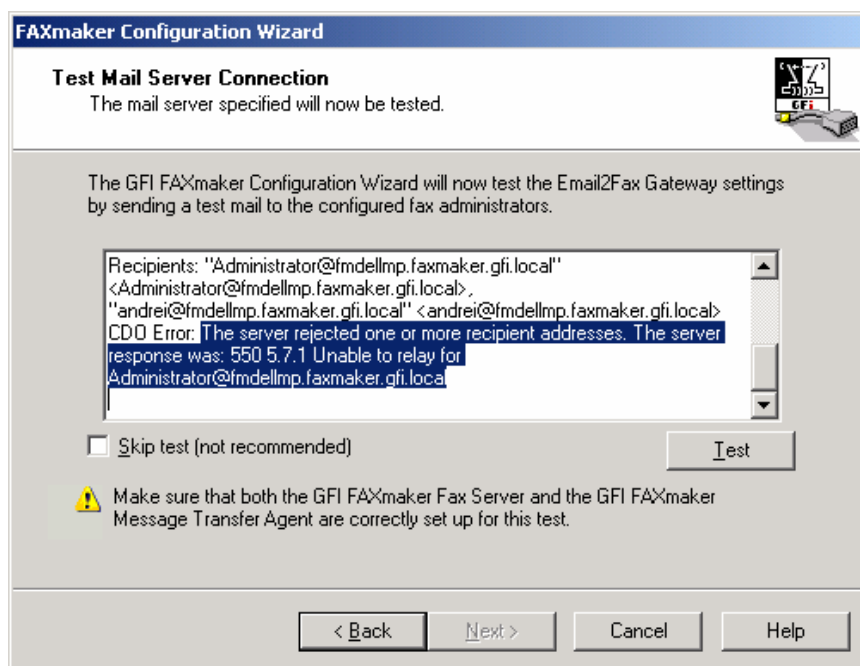 FAXmaker Configuration Wizard
Test Mail Server Connection
The mail server specified will now be tested.
GFi
The GFI FAXmaker Configuration Wizard will now test the Email2Fax Gateway settings
by sending a test mail to the configured fax administrators.
Recipients: "Administrator@fmdellmp.faxmaker.gfi.local"
<Administrator@fmdellmp.faxmaker.gfi.local>,
"andrei@fmdellmp.faxmaker.gfi.local" <andrei@fmdellmp.faxmaker.gfi.local>
CDO Error: The server rejected one or more recipient addresses. The server
response was: 550 5.7.1 Unable to relay for
Administrator@fmdellmp.faxmaker.gfi.local
Skip test (not recommended)
Test
Make sure that both the GFI FAXmaker Fax Server and the GFI FAXmaker
Message Transfer Agent are correctly set up for this test.
< Back
Next >
Cancel
Help